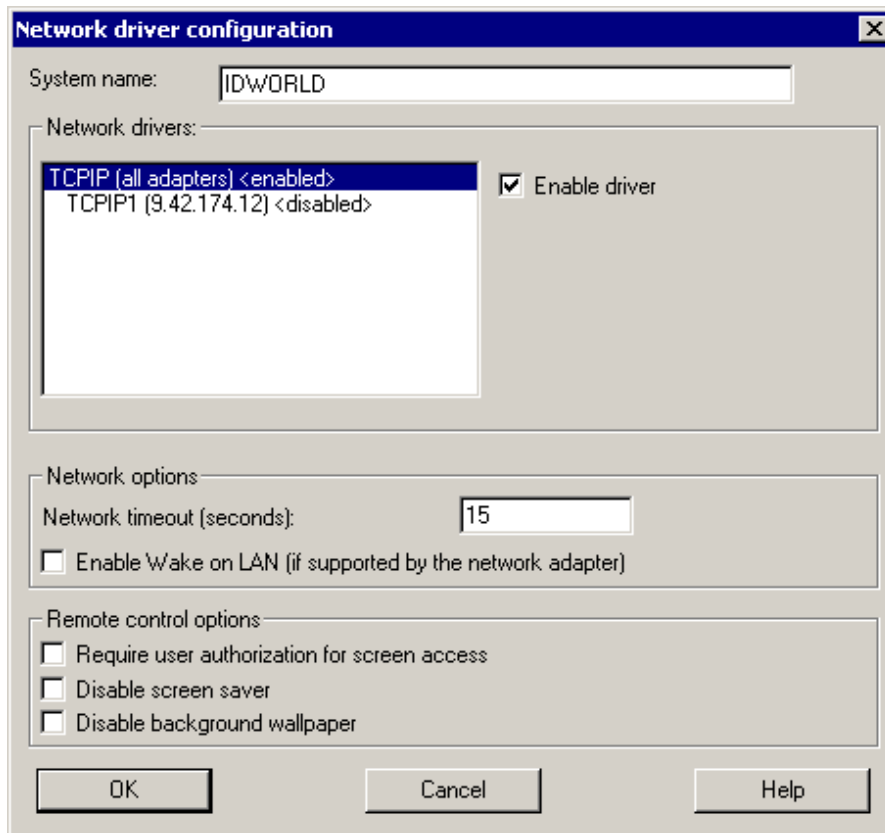 Network driver configuration
System name: IDWORLD
Network drivers:
TCPIP (all adapters) <enabled>
Enable driver
TCPIP1 (9.42.174.12) <disabled>
Network options
Network timeout (seconds): 15
Enable Wake on LAN (if supported by the network adapter)
Remote control options
Require user authorization for screen access
Disable screen saver
Disable background wallpaper
OK Cancel Help